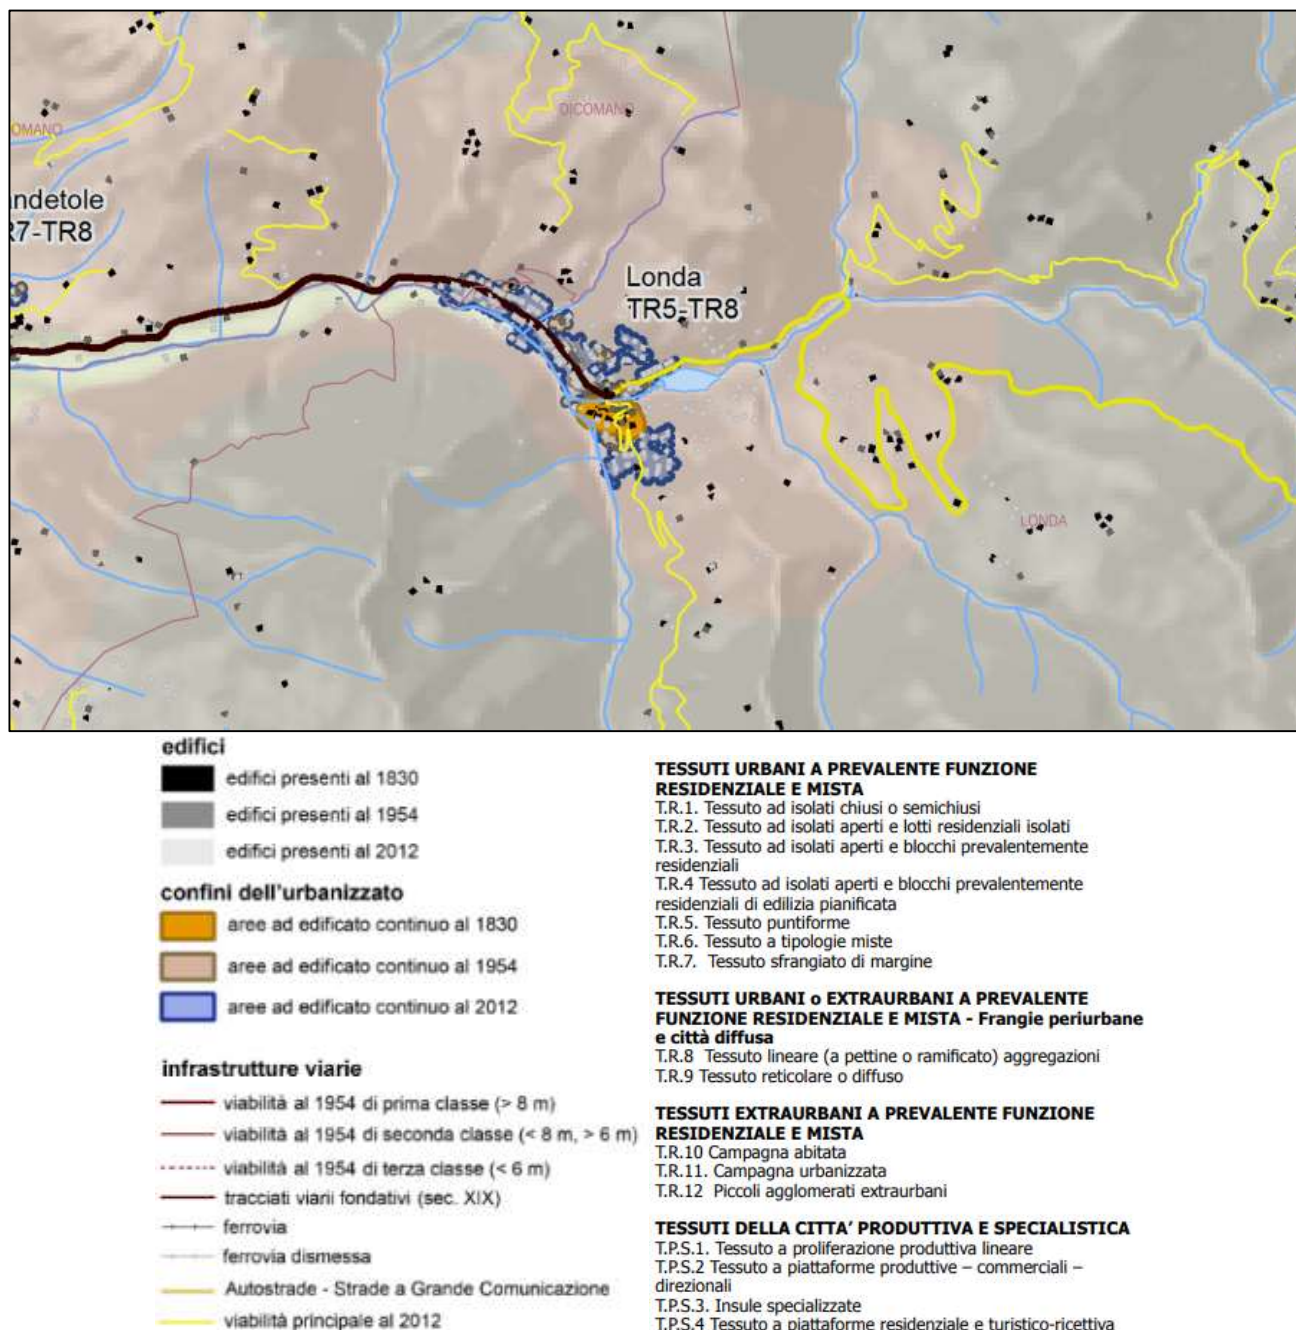 DICOMANO
OMANO
andetole
R7-TR8
Londa
TR5-TR8
LONDA
edifici
edifici presenti al 1830
edifici presenti al 1954
edifici presenti al 2012
confini dell'urbanizzato
aree ad edificato continuo al 1830
aree ad edificato continuo al 1954
aree ad edificato continuo al 2012
infrastrutture viarie
viabilità al 1954 di prima classe (> 8 m)
viabilità al 1954 di seconda classe (< 8 m, > 6 m)
viabilità al 1954 di terza classe (< 6 m)
tracciati viarii fondativi (sec. XIX)
ferrovia
ferrovia dismessa
Autostrade - Strade a Grande Comunicazione
viabilità principale al 2012
TESSUTI URBANI A PREVALENTE FUNZIONE
RESIDENZIALE E MISTA
T.R.1. Tessuto ad isolati chiusi o semichiusi
T.R.2. Tessuto ad isolati aperti e lotti residenziali isolati
T.R.3. Tessuto ad isolati aperti e blocchi prevalentemente
residenziali
T.R.4 Tessuto ad isolati aperti e blocchi prevalentemente
residenziali di edilizia pianificata
T.R.5. Tessuto puntiforme
T.R.6. Tessuto a tipologie miste
T.R.7. Tessuto sfrangiato di margine
TESSUTI URBANI o EXTRAURBANI A PREVALENTE
FUNZIONE RESIDENZIALE E MISTA - Frangie periurbane
e città diffusa
T.R.8 Tessuto lineare (a pettine o ramificato) aggregazioni
T.R.9 Tessuto reticolare o diffuso
TESSUTI EXTRAURBANI A PREVALENTE FUNZIONE
RESIDENZIALE E MISTA
T.R.10 Campagna abitata
T.R.11. Campagna urbanizzata
T.R.12 Piccoli agglomerati extraurbani
TESSUTI DELLA CITTA' PRODUTTIVA E SPECIALISTICA
T.P.S.1. Tessuto a proliferazione produttiva lineare
T.P.S.2 Tessuto a piattaforme produttive – commerciali –
direzionali
T.P.S.3. Insule specializzate
T.P.S.4 Tessuto a piattaforme residenziale e turistico-ricettiva